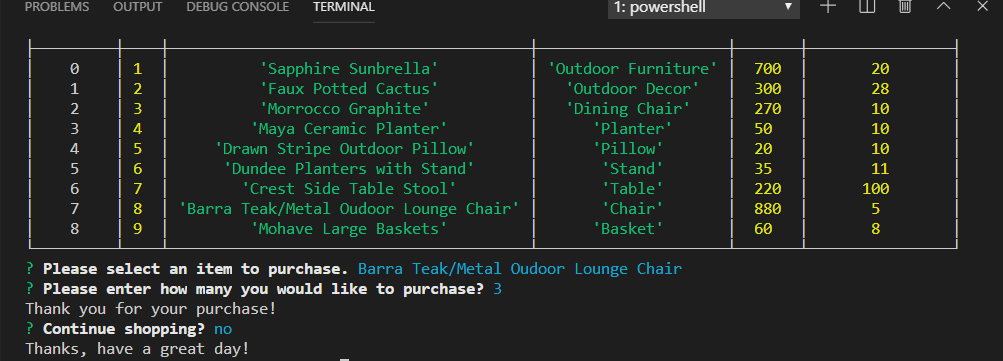 PROBLEMS OUTPUT DEBUG CONSOLE TERMINAL 1: powershell
0 1 'Sapphire Sunbrella' 'Outdoor Furniture' 700 20
1 2 'Faux Potted Cactus' 'Outdoor Decor' 300 28
2 3 'Morrocco Graphite' 'Dining Chair' 270 10
3 4 'Maya Ceramic Planter' 'Planter' 50 10
4 5 'Drawn Stripe Outdoor Pillow' 'Pillow' 20 10
5 6 'Dundee Planters with Stand' 'Stand' 35 11
6 7 'Crest Side Table Stool' 'Table' 220 100
7 8 'Barra Teak/Metal Oudoor Lounge Chair' 'Chair' 880 5
8 9 'Mohave Large Baskets' 'Basket' 60 8
? Please select an item to purchase. Barra Teak/Metal Oudoor Lounge Chair
? Please enter how many you would like to purchase? 3
Thank you for your purchase!
? Continue shopping? no
Thanks, have a great day!